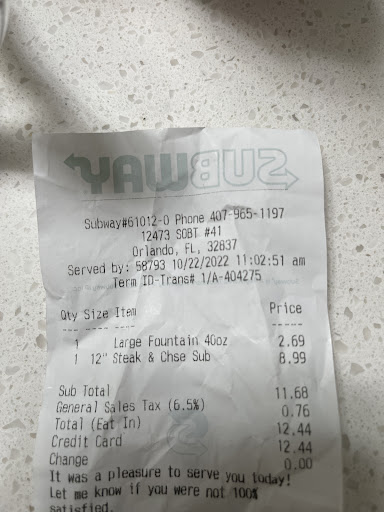 SUBWAY
Subway#61012-0 Phone 407-965-1197
12473 SOBT #41
Orlando, FL, 32837
Served by: 58793 10/22/2022 11:02:51 am
Term ID-Trans# 1/A-404275
Qty Size Item Price
--- ---- ---- -----
1 Large Fountain 40oz 2.69
1 12" Steak & Chse Sub 8.99
Sub Total 11.68
General Sales Tax (6.5%) 0.76
Total (Eat In) 12.44
Credit Card 12.44
Change 0.00
It was a pleasure to serve you today!
Let me know if you were not 100%
satisfied.